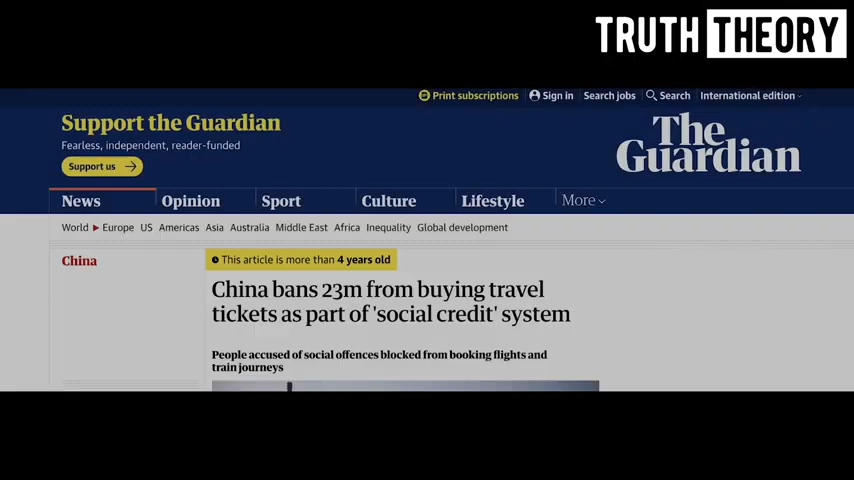 TRUTH THEORY
Print subscriptions Sign in Search jobs Search International edition
Support the Guardian
Fearless, independent, reader-funded
Support us
The
Guardian
News Opinion Sport Culture Lifestyle More
World Europe US Americas Asia Australia Middle East Africa Inequality Global development
China
This article is more than 4 years old
China bans 23m from buying travel
tickets as part of 'social credit' system
People accused of social offences blocked from booking flights and
train journeys